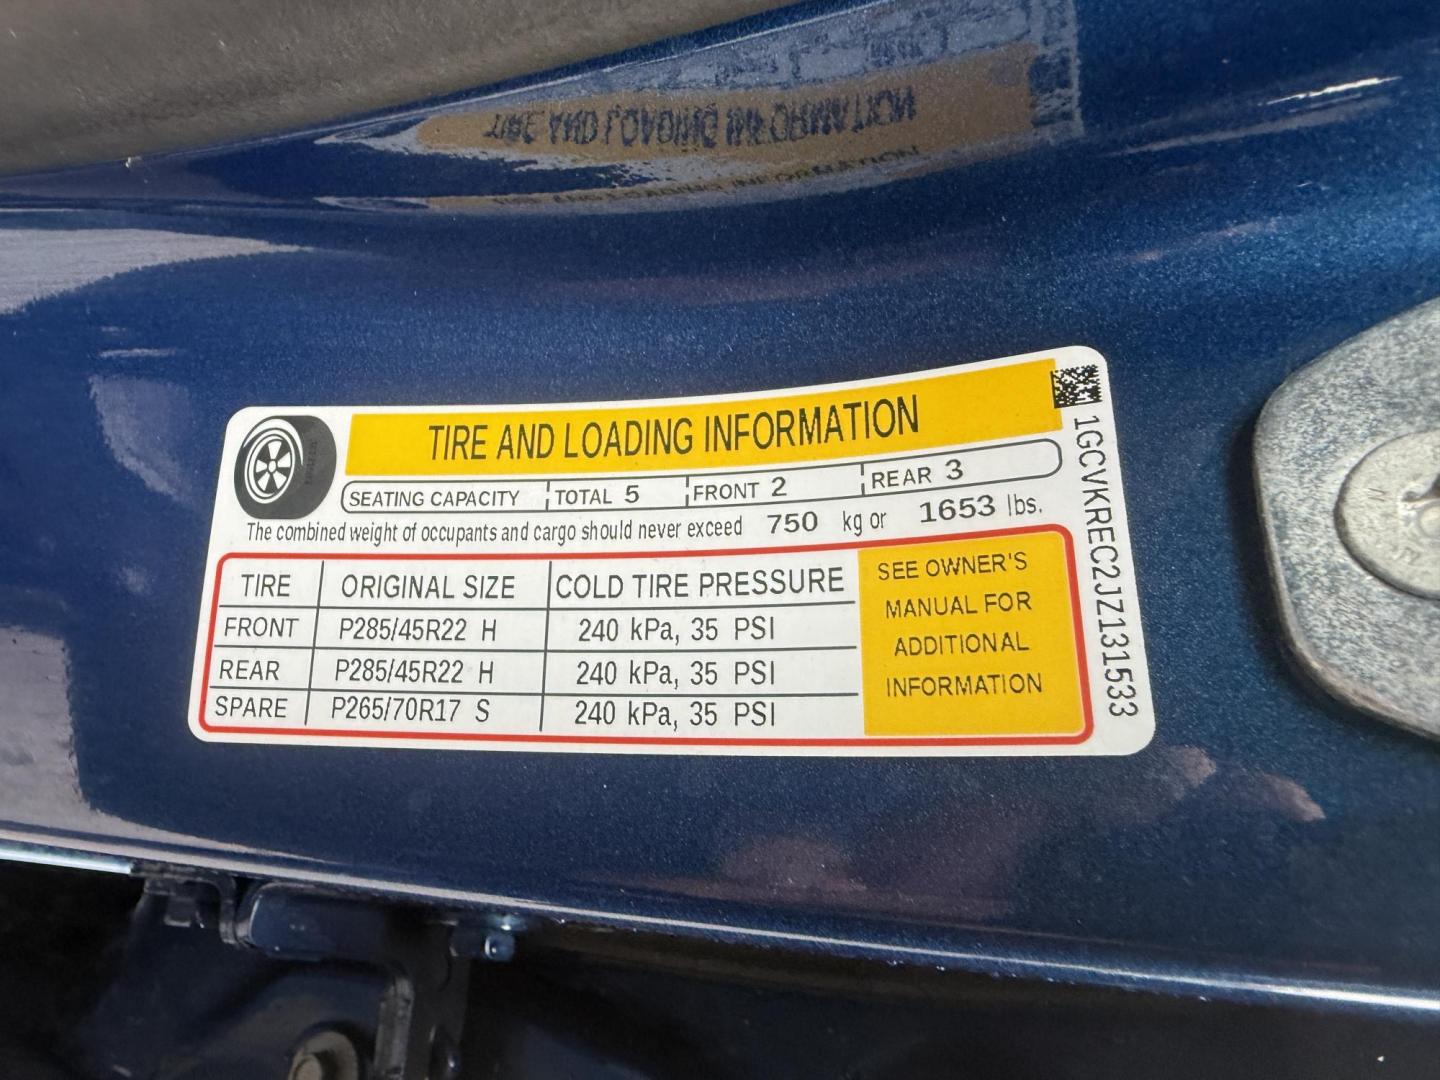 TIRE AND LOADING INFORMATION
SEATING CAPACITY TOTAL 5 FRONT 2 REAR 3
The combined weight of occupants and cargo should never exceed 750 kg or 1653 lbs.
TIRE ORIGINAL SIZE COLD TIRE PRESSURE
FRONT P285/45R22 H 240 kPa, 35 PSI
REAR P285/45R22 H 240 kPa, 35 PSI
SPARE P265/70R17 S 240 kPa, 35 PSI
SEE OWNER'S
MANUAL FOR
ADDITIONAL
INFORMATION
1GCVKREC2JZ131533